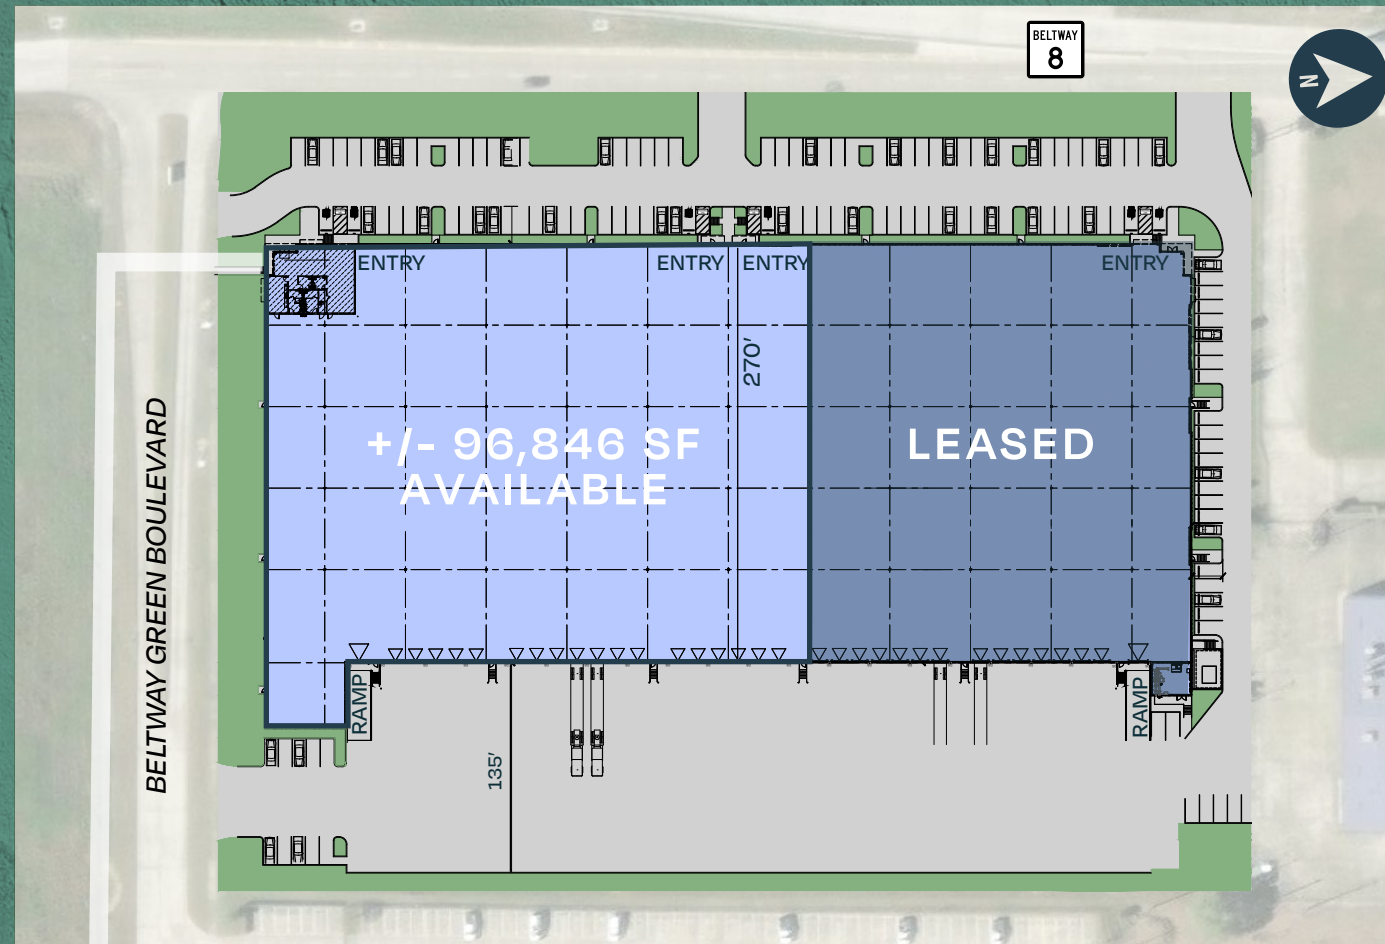 BELTWAY
8
N
ENTRY
ENTRY
ENTRY
ENTRY
270'
+/- 96,846 SF
AVAILABLE
LEASED
BELTWAY GREEN BOULEVARD
RAMP
RAMP
135'